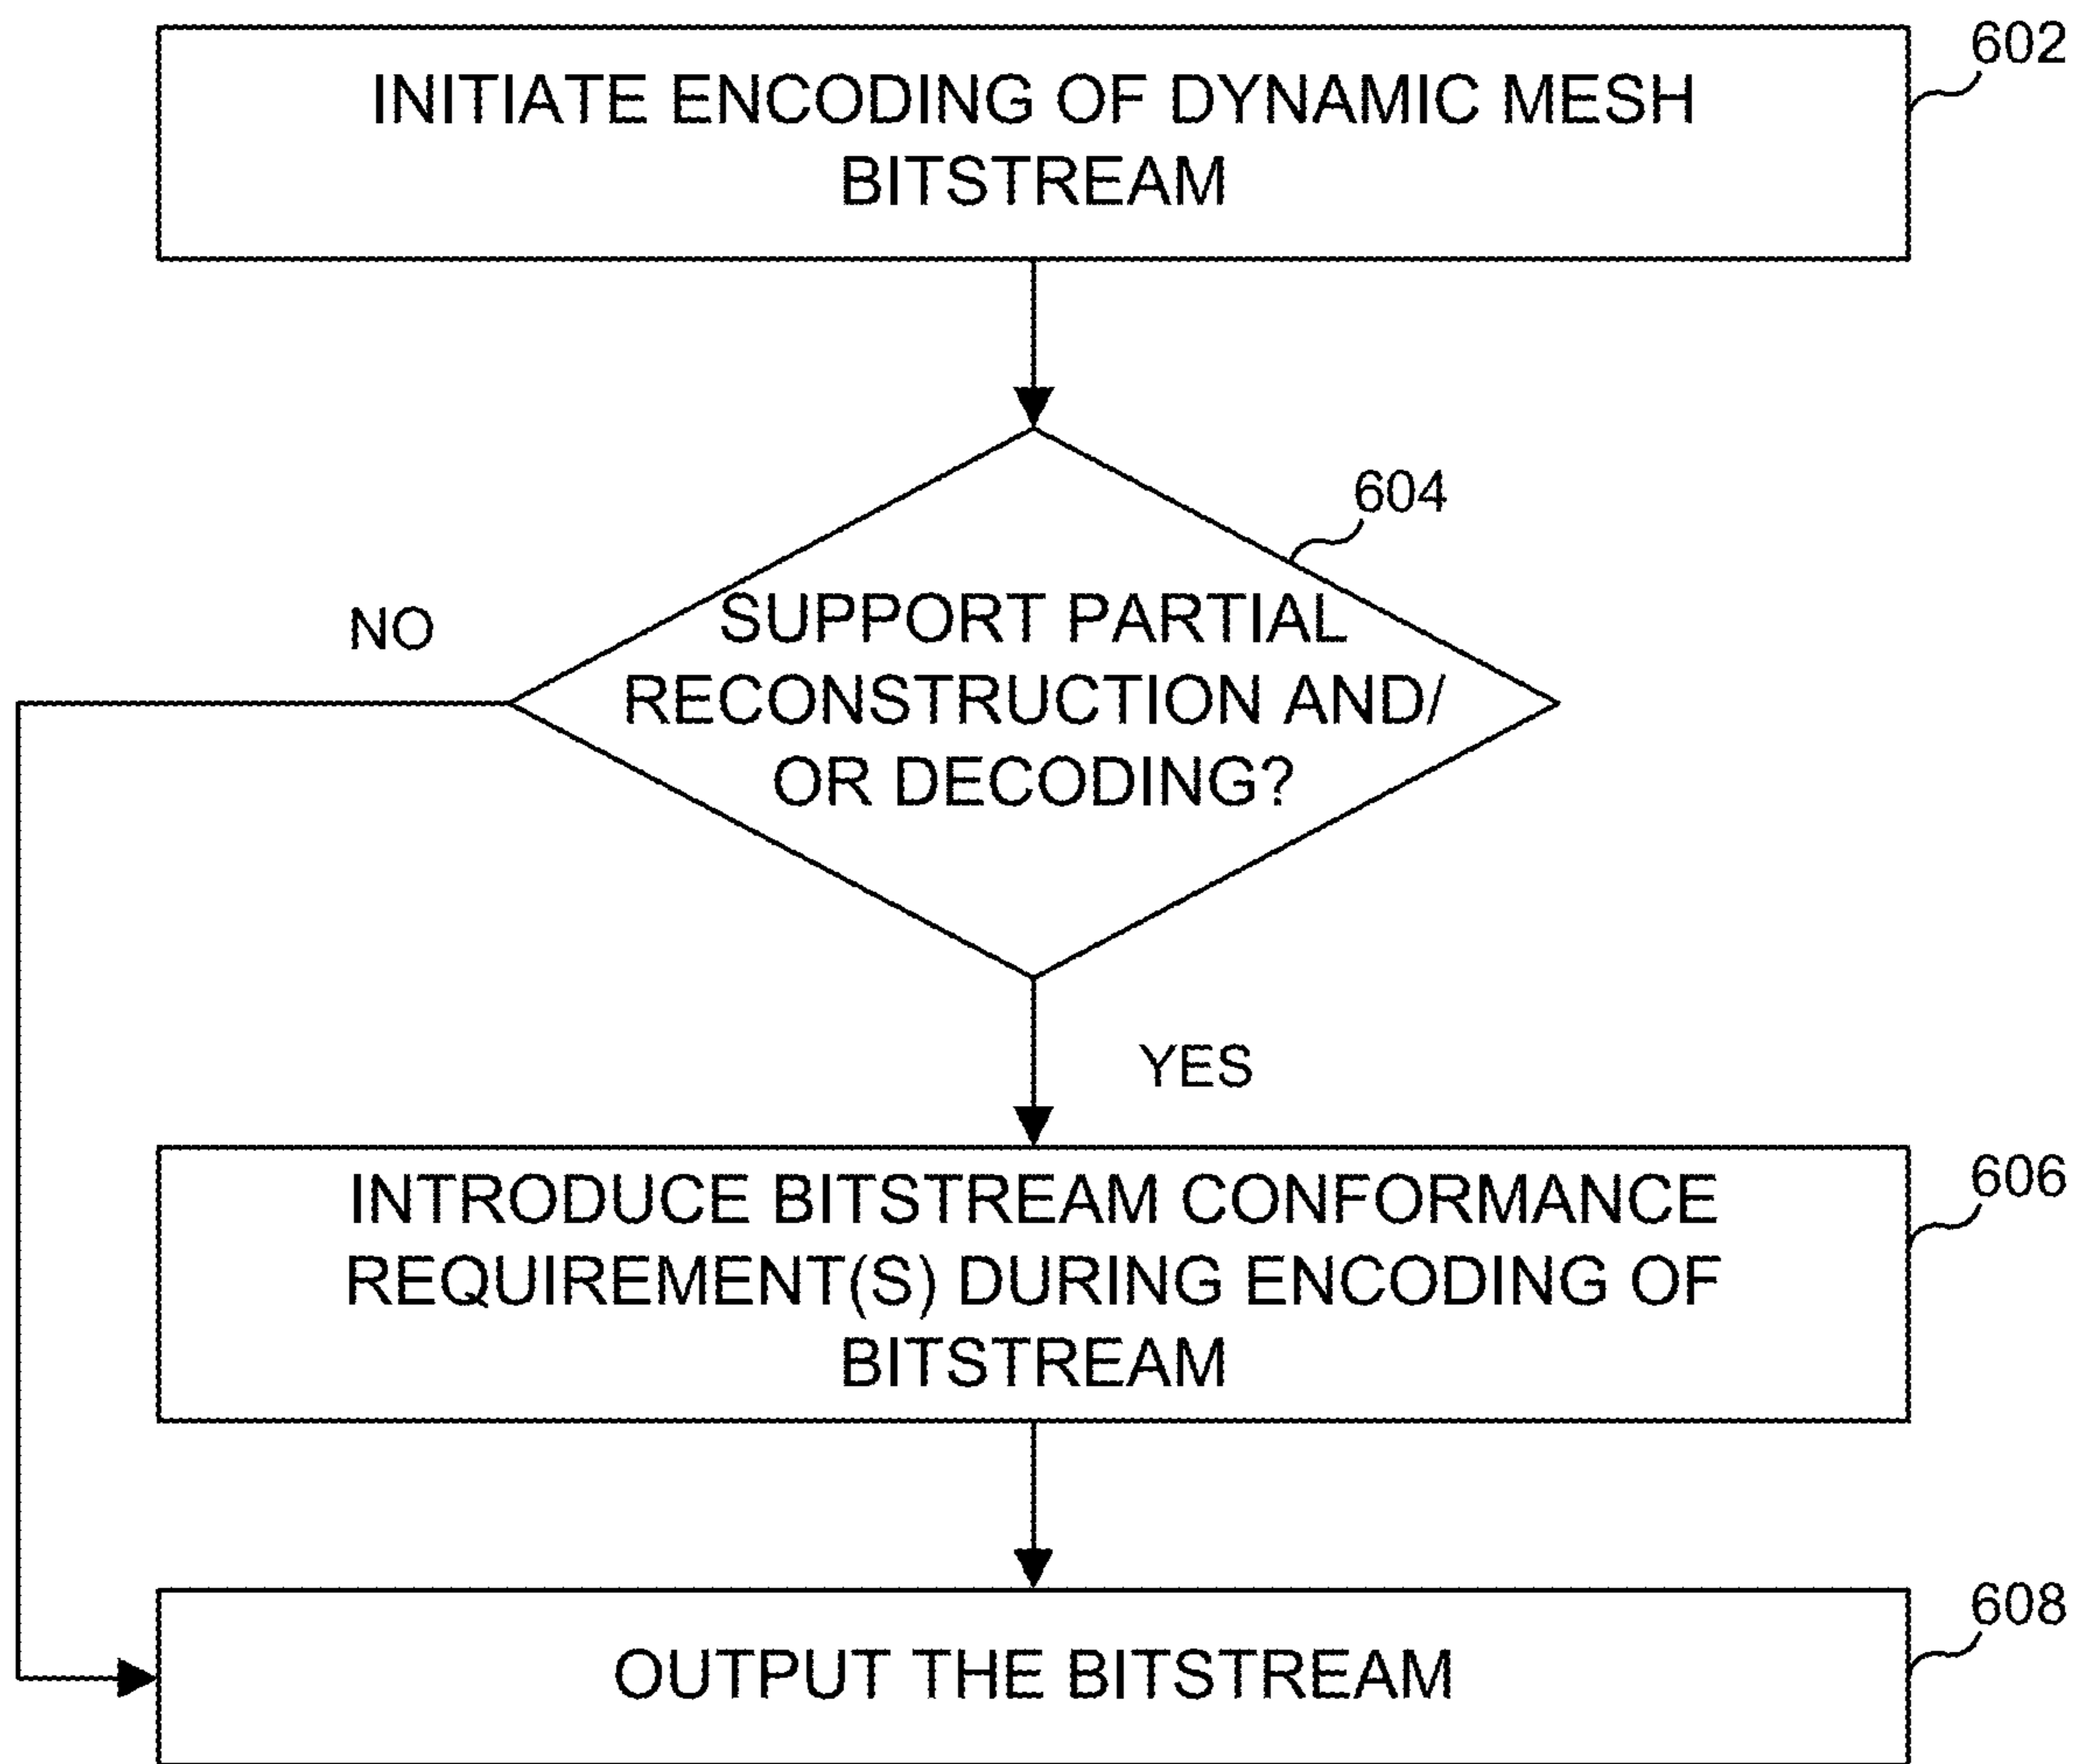 INITIATE ENCODING OF DYNAMIC MESH
BITSTREAM
602
604
SUPPORT PARTIAL
RECONSTRUCTION AND/
OR DECODING?
NO
YES
INTRODUCE BITSTREAM CONFORMANCE
REQUIREMENT(S) DURING ENCODING OF
BITSTREAM
606
OUTPUT THE BITSTREAM
608